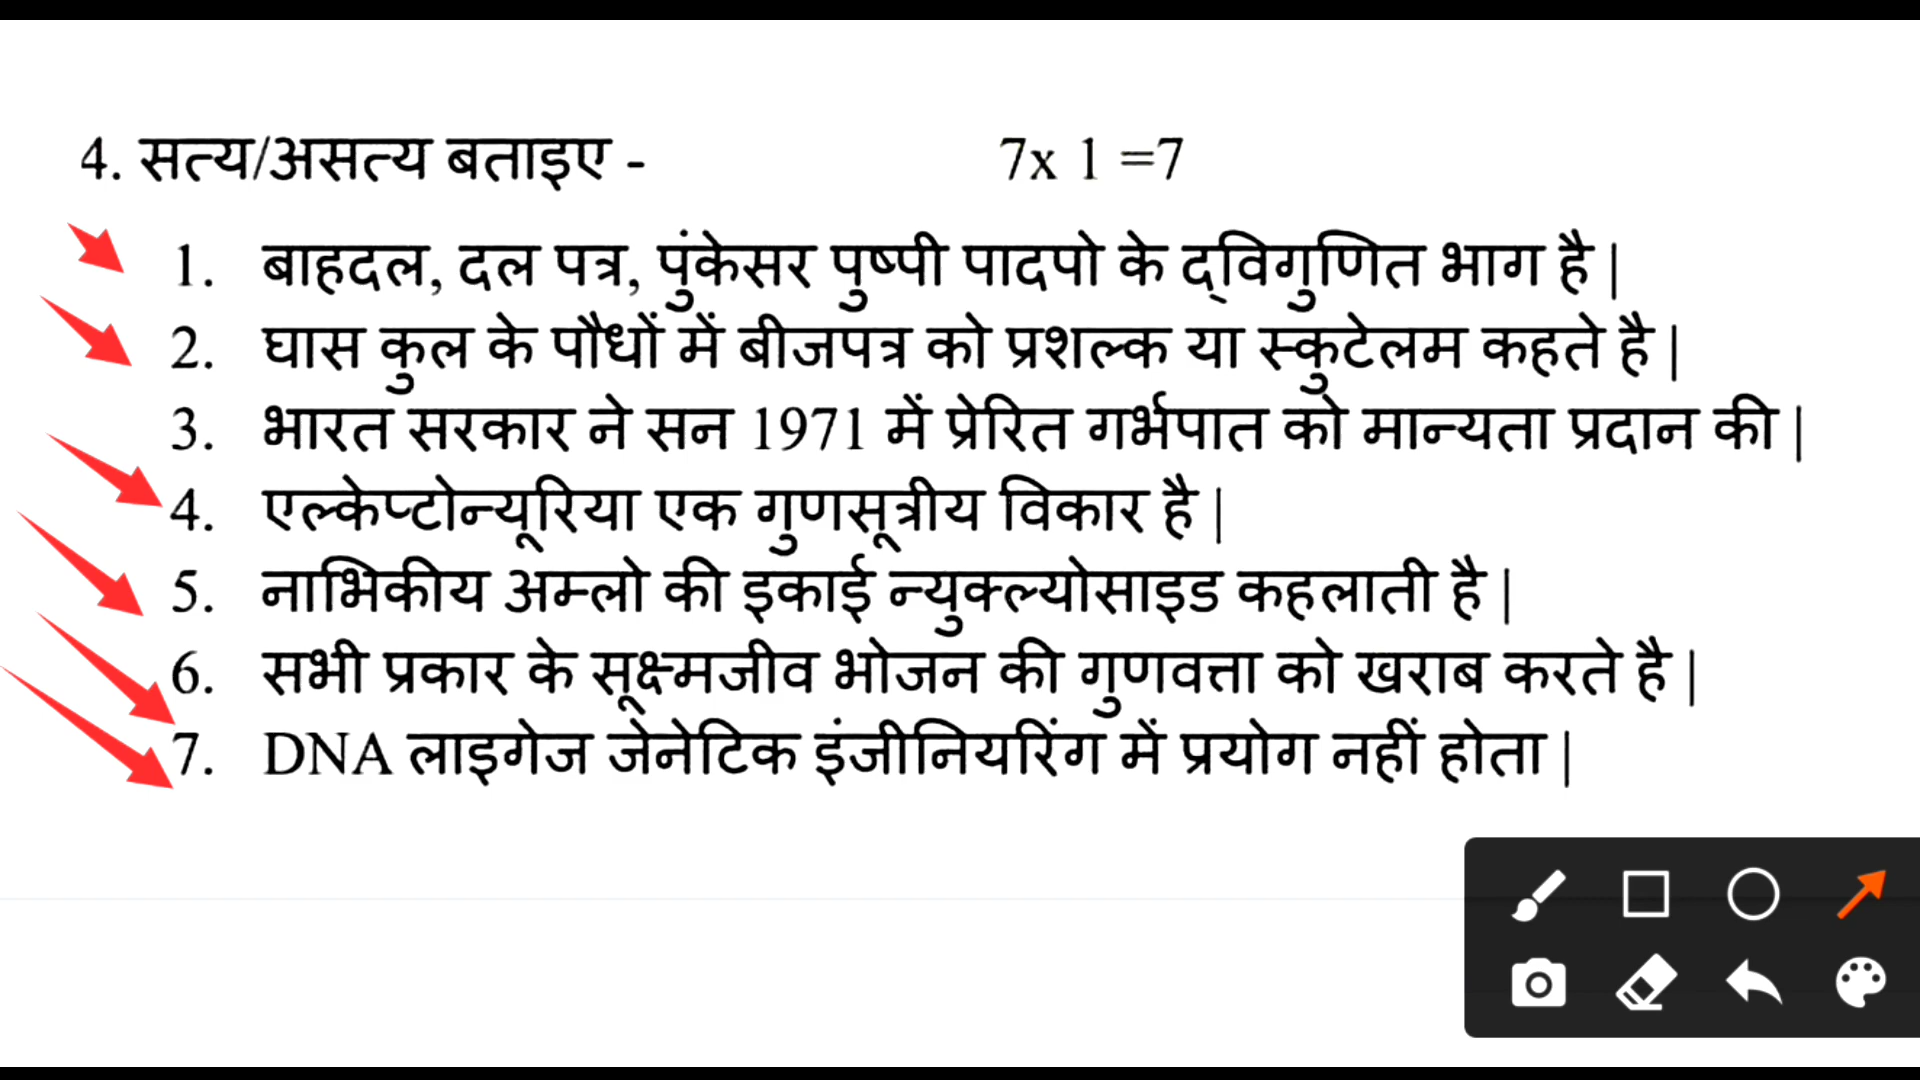 4. सत्य/असत्य बताइए - 7x 1 =7
1. बाहदल, दल पत्र, पुंकेसर पुष्पी पादपो के द्विगुणित भाग है |
2. घास कुल के पौधों में बीजपत्र को प्रशल्क या स्कुटेलम कहते है |
3. भारत सरकार ने सन 1971 में प्रेरित गर्भपात को मान्यता प्रदान की |
4. एल्केप्टोन्यूरिया एक गुणसूत्रीय विकार है |
5. नाभिकीय अम्लो की इकाई न्युक्ल्योसाइड कहलाती है |
6. सभी प्रकार के सूक्ष्मजीव भोजन की गुणवत्ता को खराब करते है |
7. DNA लाइगेज जेनेटिक इंजीनियरिंग में प्रयोग नहीं होता |